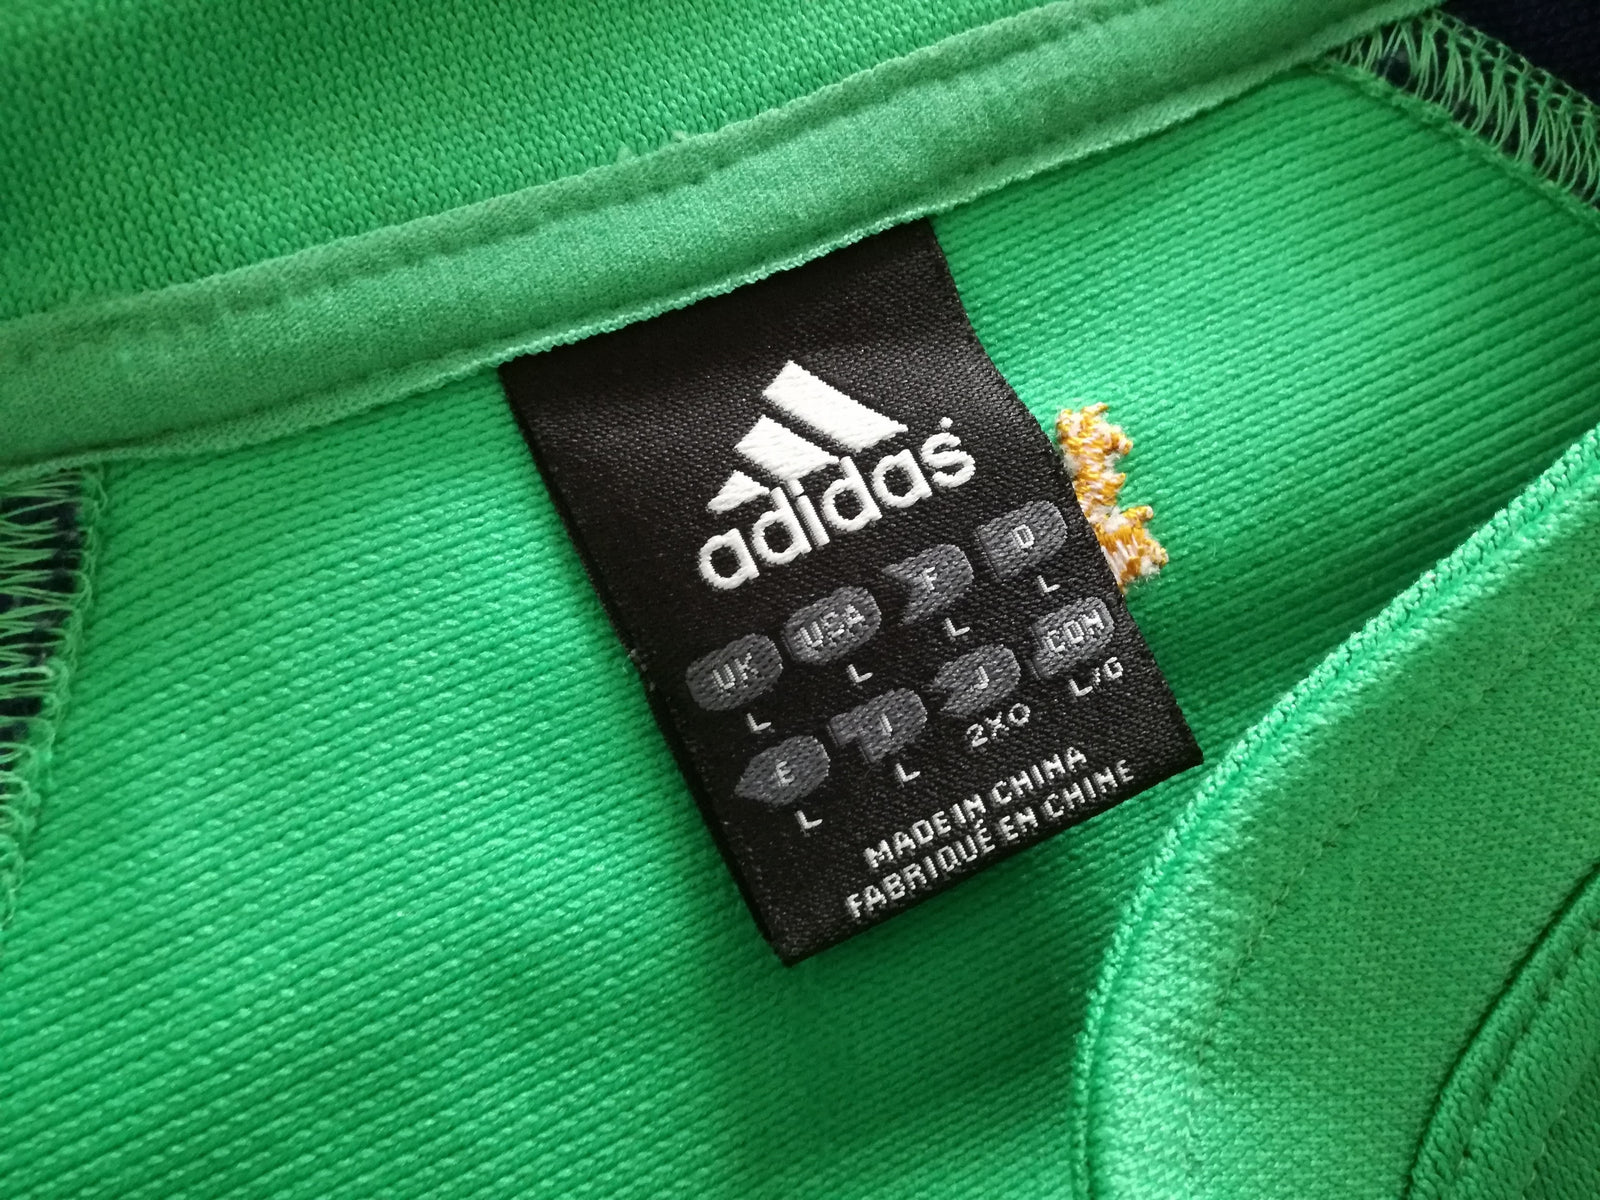 adidas
UK USA F D
L L L L
E I J CDN
L L 2XO L/G
MADE IN CHINA
FABRIQUÉ EN CHINE